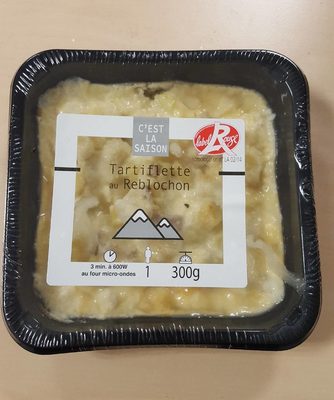 C'EST
LA
SAISON
Label
Rouge
Tartiflette
au Reblochon
3 min. à 600W
au four micro-ondes
1
300g